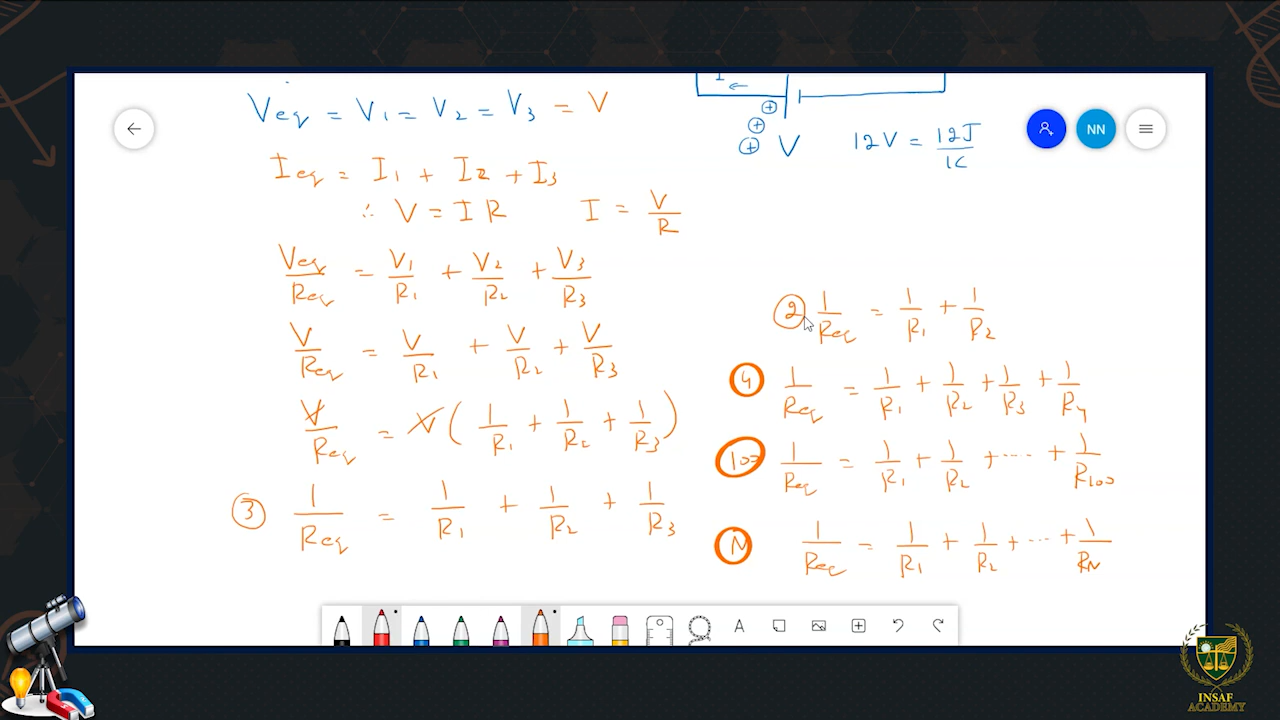 Veq = V1 = V2 = V3 = V
Ieq = I1 + I2 + I3
∴ V = I R    I = V/R
Veq/Req = V1/R1 + V2/R2 + V3/R3
V/Req = V/R1 + V/R2 + V/R3
V/Req = V ( 1/R1 + 1/R2 + 1/R3 )
③ 1/Req = 1/R1 + 1/R2 + 1/R3
I ←
⊕
⊕
⊕ V    12V = 12J/1C
NN
② 1/Req = 1/R1 + 1/R2
④ 1/Req = 1/R1 + 1/R2 + 1/R3 + 1/R4
100 1/Req = 1/R1 + 1/R2 + ---- + 1/R100
N 1/Req = 1/R1 + 1/R2 + --- + 1/RN
A
INSAF
ACADEMY